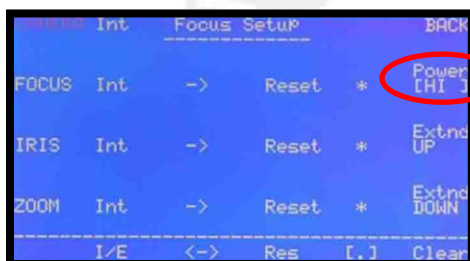 Int Focus Setup BACK
FOCUS Int -> Reset * Power [HI ]
IRIS Int -> Reset * Extnd UP
ZOOM Int -> Reset * Extnd DOWN
I/E <-> Res [.] Clear